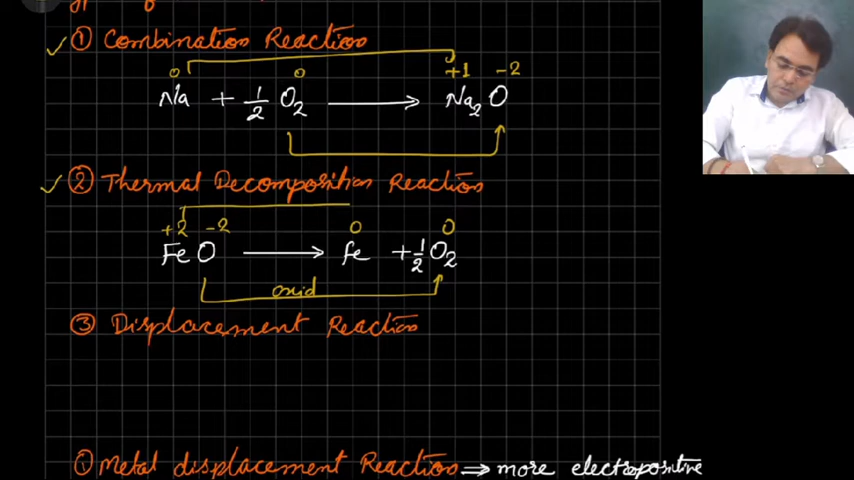 ① Combination Reaction
0 0 +1 -2
Na + 1/2 O2 → Na2O
② Thermal Decomposition Reaction
+2 -2 0 0
FeO → Fe + 1/2 O2
oxid
③ Displacement Reaction
① Metal displacement Reaction ⇒ more electropositive